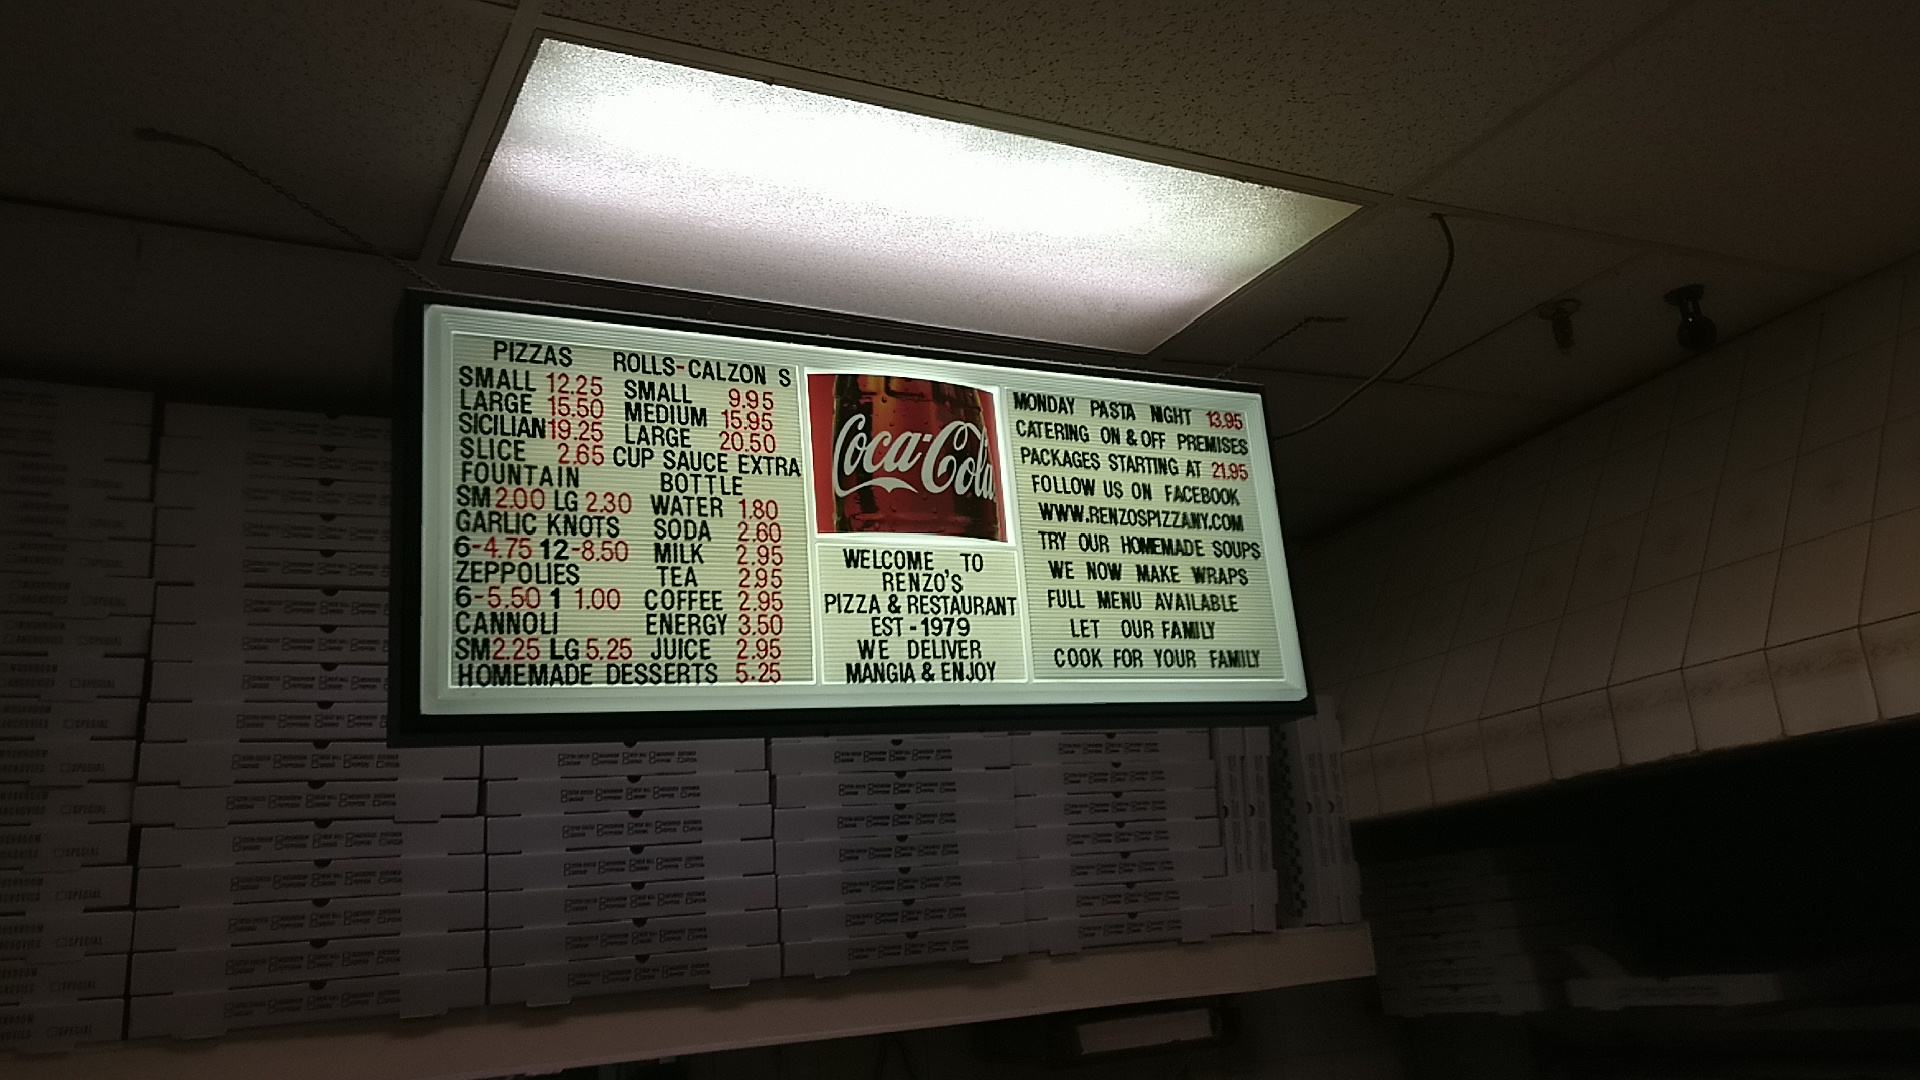 PIZZAS
SMALL 12.25
LARGE 15.50
SICILIAN 19.25
SLICE 2.65
FOUNTAIN
SM 2.00 LG 2.30
GARLIC KNOTS
6-4.75 12-8.50
ZEPPOLIES
6-5.50 1 1.00
CANNOLI
SM 2.25 LG 5.25
HOMEMADE DESSERTS 5.25
ROLLS-CALZON S
SMALL 9.95
MEDIUM 15.95
LARGE 20.50
CUP SAUCE EXTRA
BOTTLE
WATER 1.80
SODA 2.60
MILK 2.95
TEA 2.95
COFFEE 2.95
ENERGY 3.50
JUICE 2.95
Coca-Cola
WELCOME TO
RENZO'S
PIZZA & RESTAURANT
EST-1979
WE DELIVER
MANGIA & ENJOY
MONDAY PASTA NIGHT 13.95
CATERING ON & OFF PREMISES
PACKAGES STARTING AT 21.95
FOLLOW US ON FACEBOOK
WWW.RENZOSPIZZANY.COM
TRY OUR HOMEMADE SOUPS
WE NOW MAKE WRAPS
FULL MENU AVAILABLE
LET OUR FAMILY
COOK FOR YOUR FAMILY